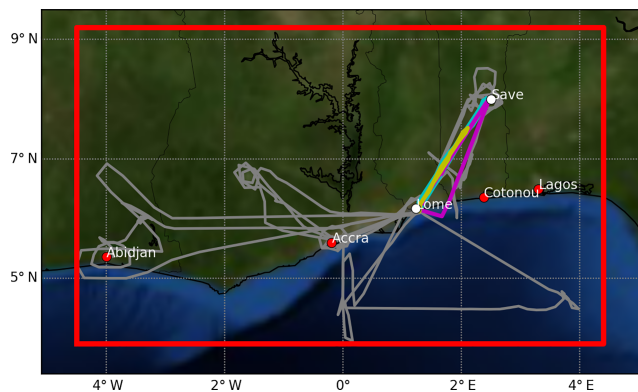 9° N
Save
7° N
Lagos
Cotonou
Lome
Accra
Abidjan
5° N
4° W
2° W
0°
2° E
4° E